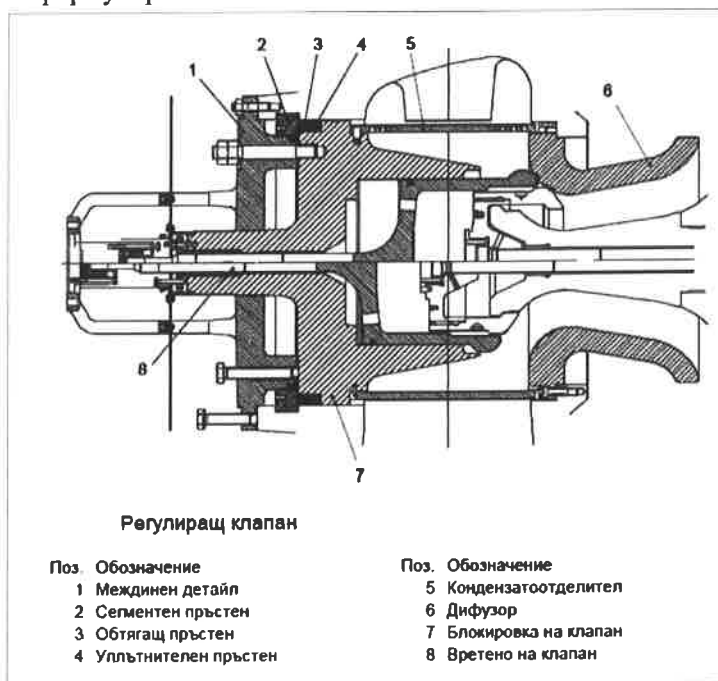 1
2
3
4
5
6
8
7
Регулиращ клапан
Поз. Обозначение
1 Междинен детайл
2 Сегментен пръстен
3 Обтягащ пръстен
4 Уплътнителен пръстен
Поз. Обозначение
5 Кондензатоотделител
6 Дифузор
7 Блокировка на клапан
8 Вретено на клапан